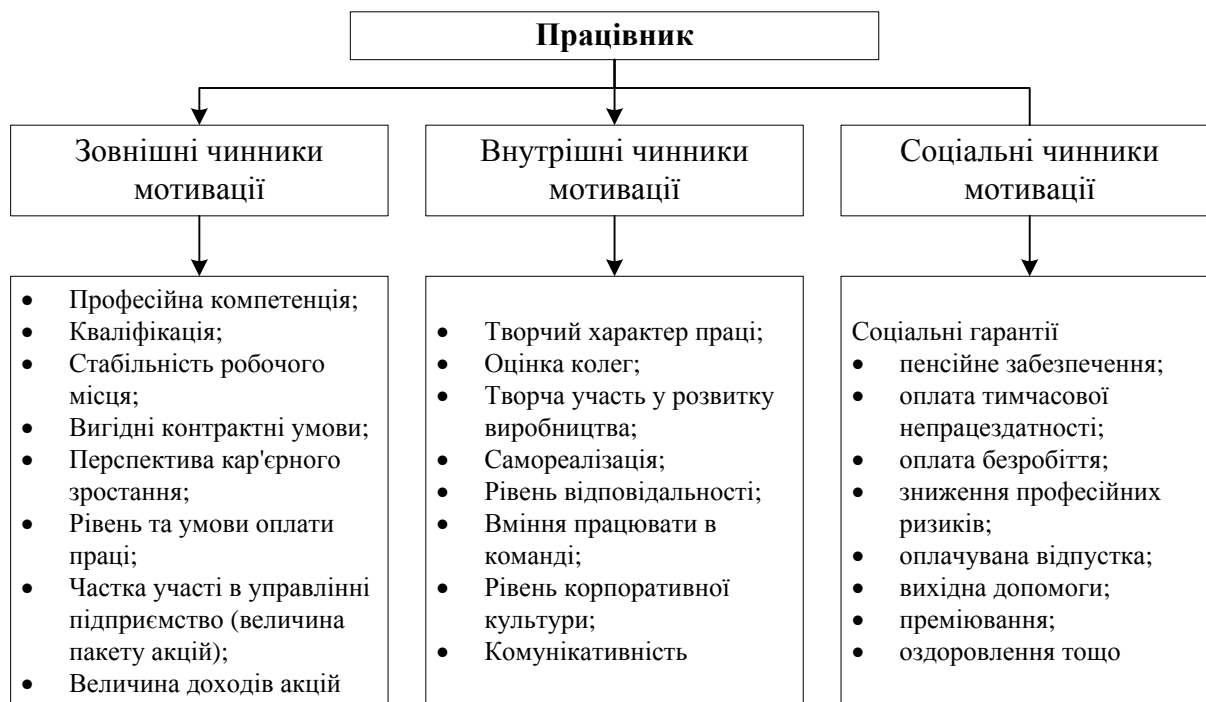 Працівник
Зовнішні чинники
мотивації
Внутрішні чинники
мотивації
Соціальні чинники
мотивації
• Професійна компетенція;
• Кваліфікація;
• Стабільність робочого
місця;
• Вигідні контрактні умови;
• Перспектива кар'єрного
зростання;
• Рівень та умови оплати
праці;
• Частка участі в управлінні
підприємство (величина
пакету акцій);
• Величина доходів акцій
• Творчий характер праці;
• Оцінка колег;
• Творча участь у розвитку
виробництва;
• Самореалізація;
• Рівень відповідальності;
• Вміння працювати в
команді;
• Рівень корпоративної
культури;
• Комунікативність
Соціальні гарантії
• пенсійне забезпечення;
• оплата тимчасової
непрацездатності;
• оплата безробіття;
• зниження професійних
ризиків;
• оплачувана відпустка;
• вихідна допомоги;
• преміювання;
• оздоровлення тощо